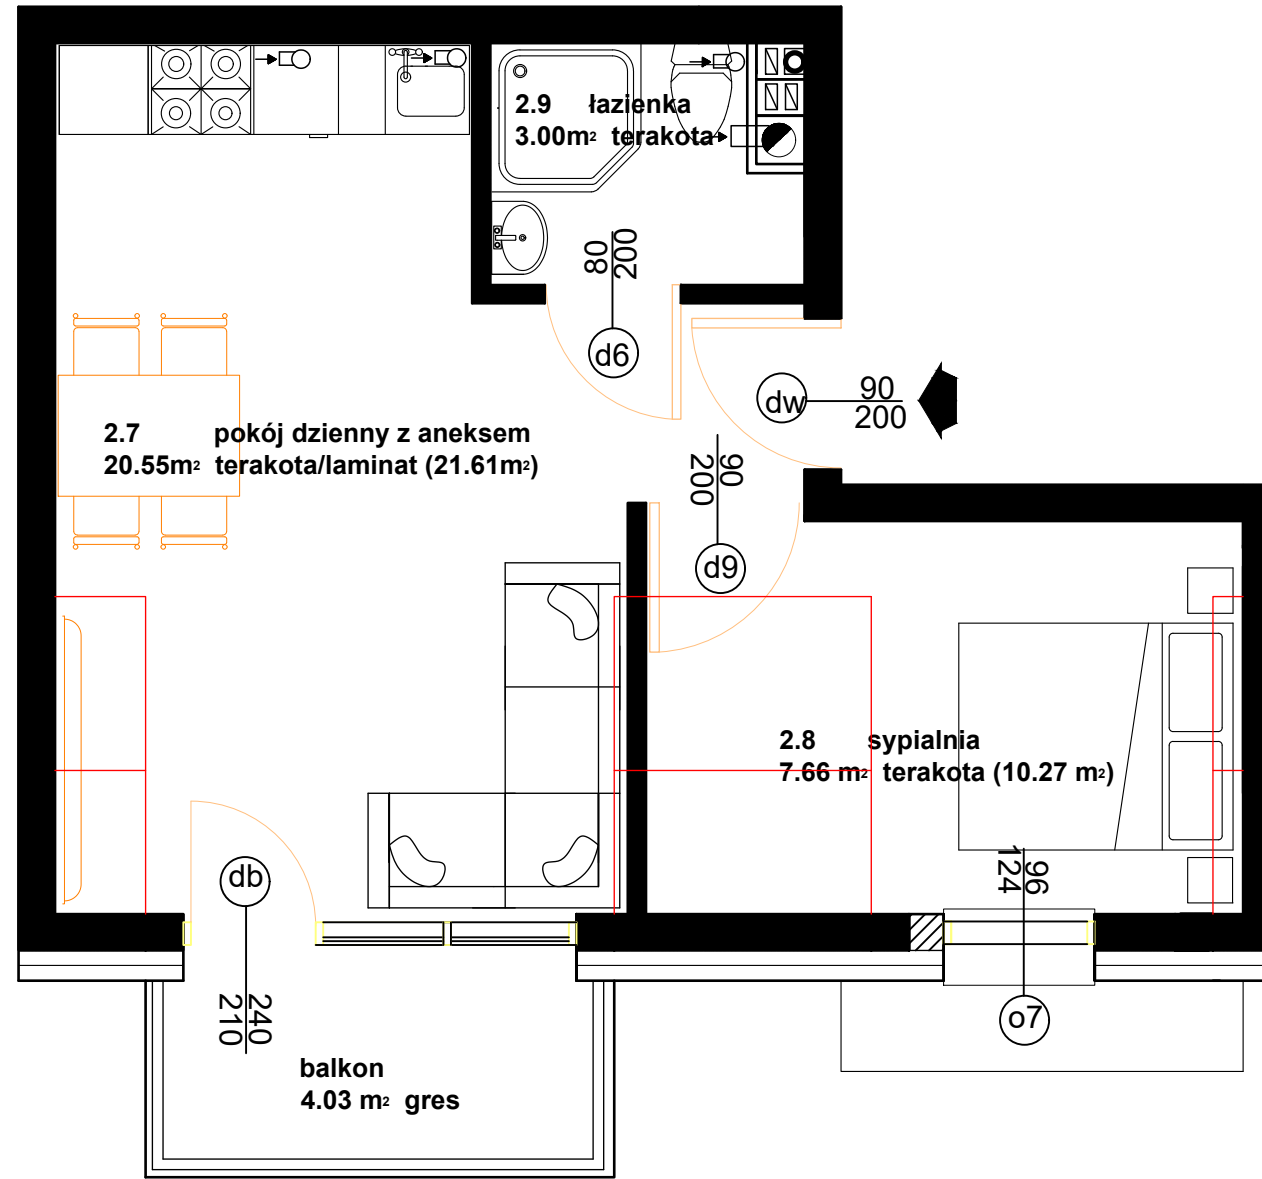 2.9 łazienka
3.00m² terakota
80
200
d6
dw
90
200
2.7 pokój dzienny z aneksem
20.55m² terakota/laminat (21.61m²)
90
200
d9
2.8 sypialnia
7.66 m² terakota (10.27 m²)
96
124
db
240
210
o7
balkon
4.03 m² gres